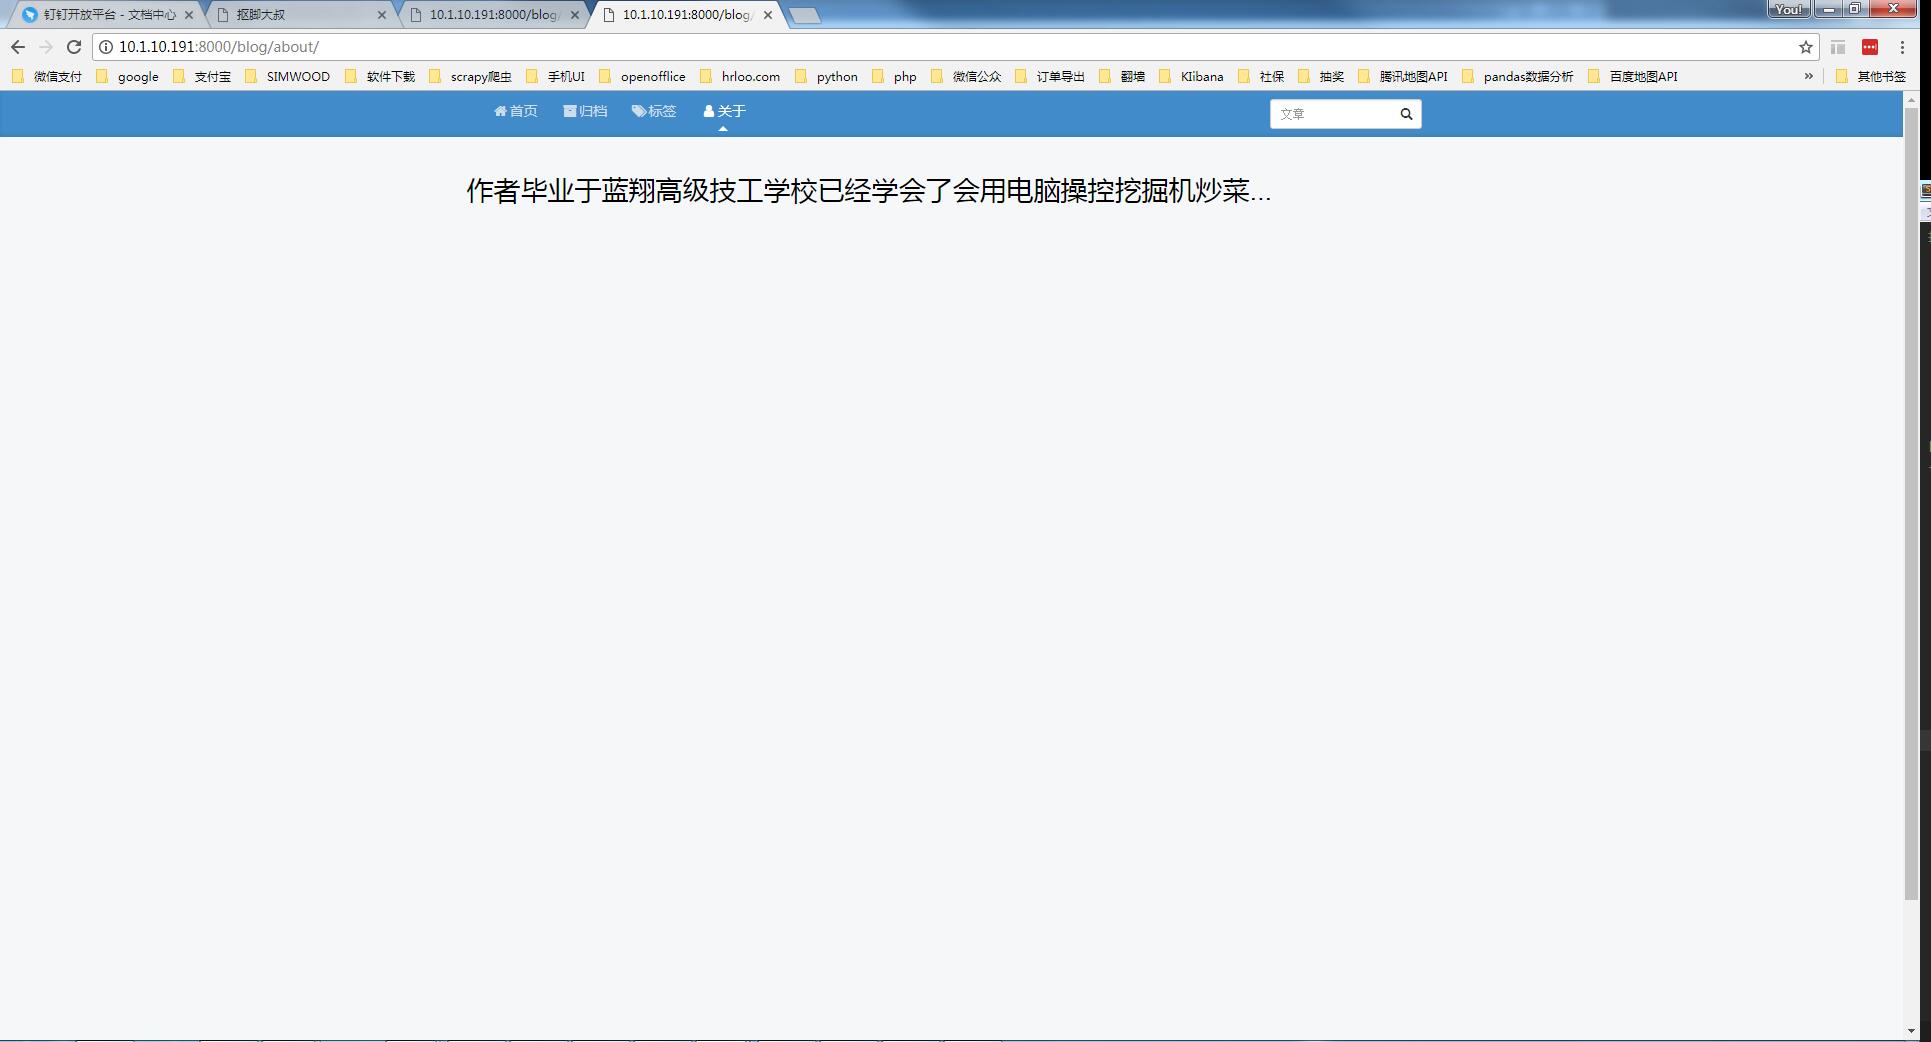 钉钉开放平台 - 文档中心
抠脚大叔
10.1.10.191:8000/blog/
10.1.10.191:8000/blog/
You!
10.1.10.191:8000/blog/about/
微信支付 google 支付宝 SIMWOOD 软件下载 scrapy爬虫 手机UI openofflice hrloo.com python php 微信公众 订单导出 翻墙 KIibana 社保 抽奖 腾讯地图API pandas数据分析 百度地图API » 其他书签
首页 归档 标签 关于 文章
作者毕业于蓝翔高级技工学校已经学会了会用电脑操控挖掘机炒菜...